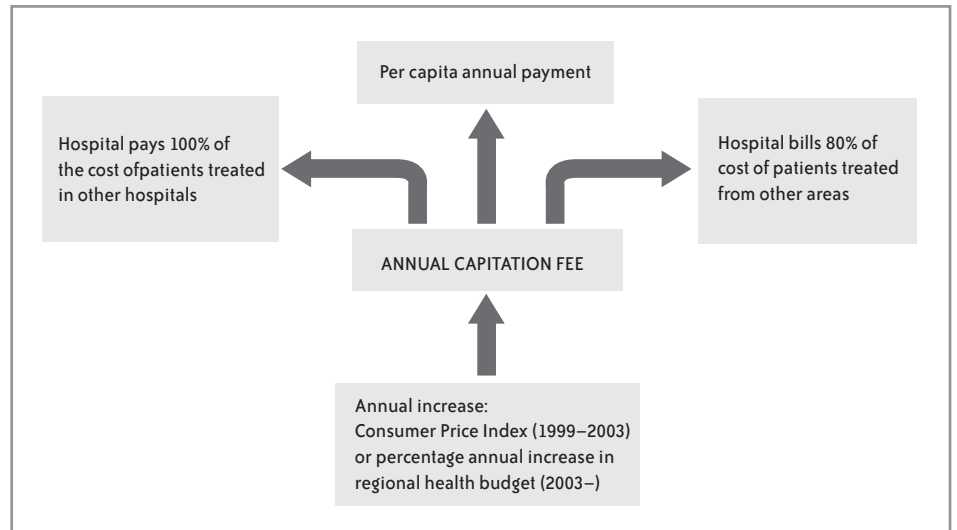 Per capita annual payment
Hospital pays 100% of
the cost ofpatients treated
in other hospitals
Hospital bills 80% of
cost of patients treated
from other areas
ANNUAL CAPITATION FEE
Annual increase:
Consumer Price Index (1999–2003)
or percentage annual increase in
regional health budget (2003–)